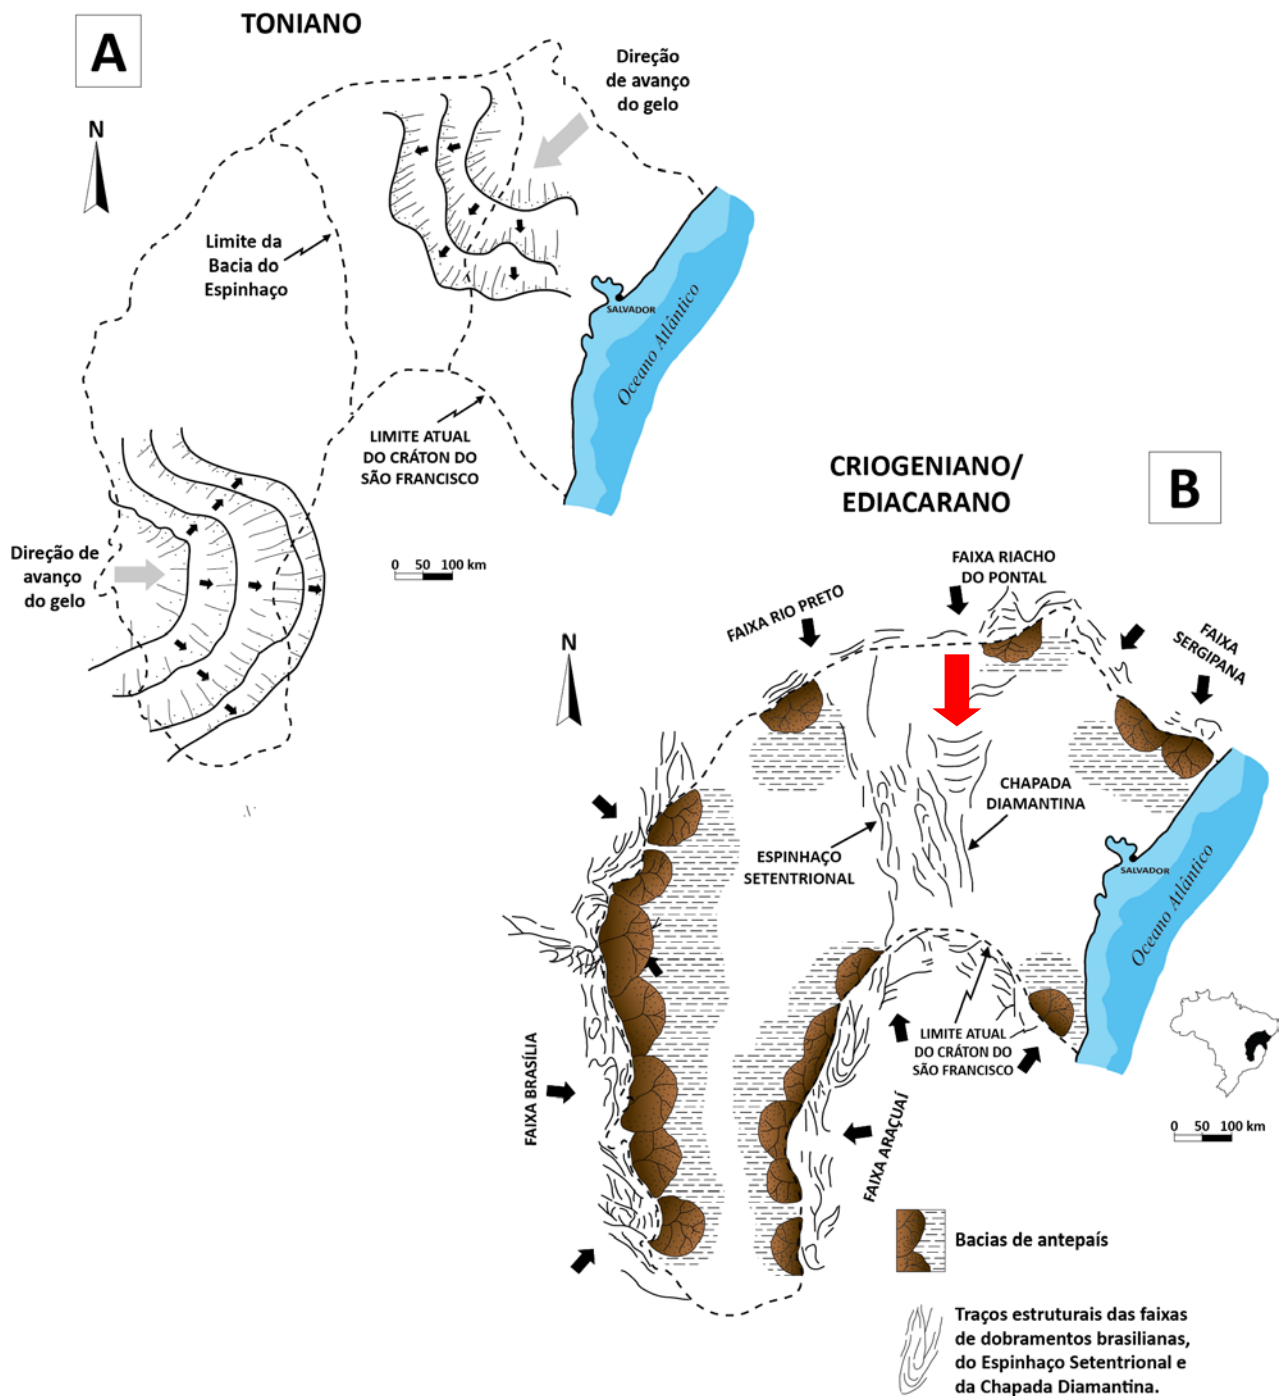 A
TONIANO
Direção
de avanço
do gelo
N
Limite da
Bacia do
Espinhaço
SALVADOR
Oceano Atlântico
LIMITE ATUAL
DO CRÁTON DO
SÃO FRANCISCO
Direção de
avanço
do gelo
0 50 100 km
CRIOGENIANO/
EDIACARANO
B
FAIXA RIACHO
DO PONTAL
FAIXA RIO PRETO
FAIXA
SERGIPANA
N
CHAPADA
DIAMANTINA
ESPINHAÇO
SETENTRIONAL
SALVADOR
Oceano Atlântico
LIMITE ATUAL
DO CRÁTON DO
SÃO FRANCISCO
FAIXA BRASÍLIA
FAIXA ARAÇUAÍ
0 50 100 km
Bacias de antepaís
Traços estruturais das faixas
de dobramentos brasilianas,
do Espinhaço Setentrional e
da Chapada Diamantina.